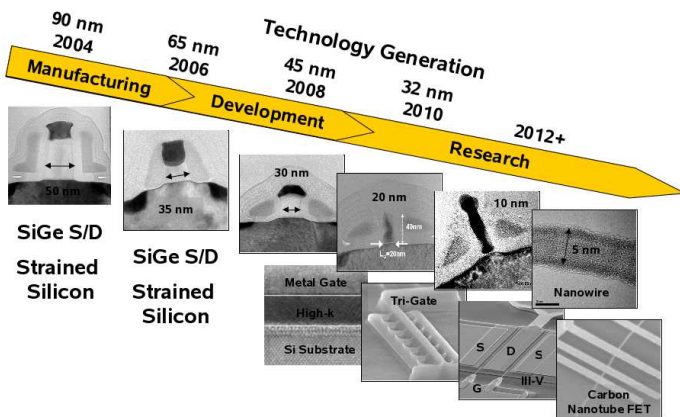 Technology Generation
90 nm
2004
65 nm
2006
45 nm
2008
32 nm
2010
2012+
Manufacturing
Development
Research
50 nm
35 nm
30 nm
20 nm
49nm
10 nm
5 nm
Nanowire
SiGe S/D
Strained
Silicon
SiGe S/D
Strained
Silicon
Metal Gate
High-k
Si Substrate
Tri-Gate
S
D
S
G
III-V
Carbon
Nanotube FET